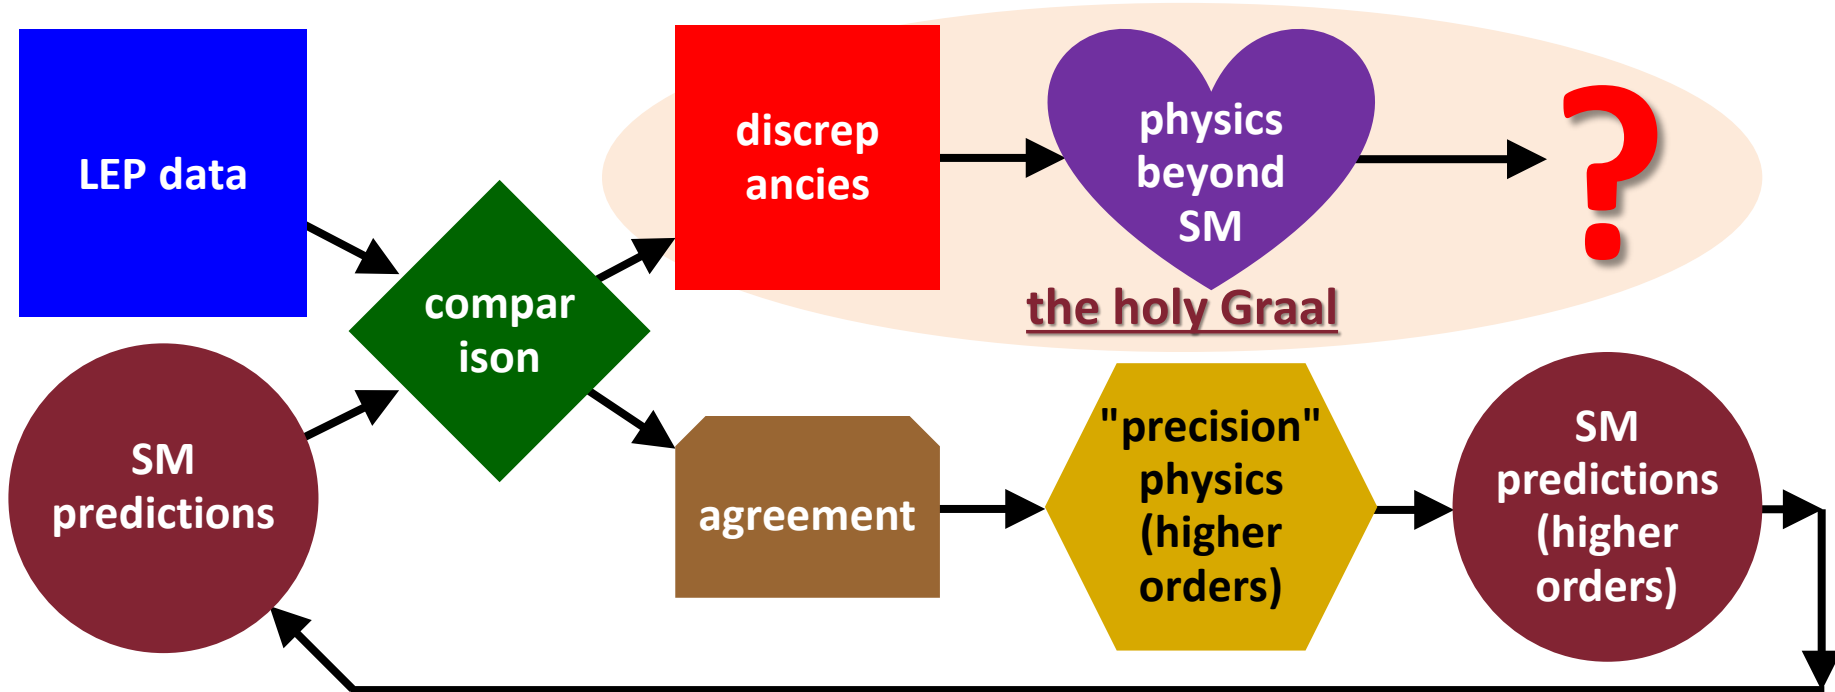 LEP data
discrep
ancies
physics
beyond
SM
?
the holy Graal
compar
ison
SM
predictions
agreement
"precision"
physics
(higher
orders)
SM
predictions
(higher
orders)